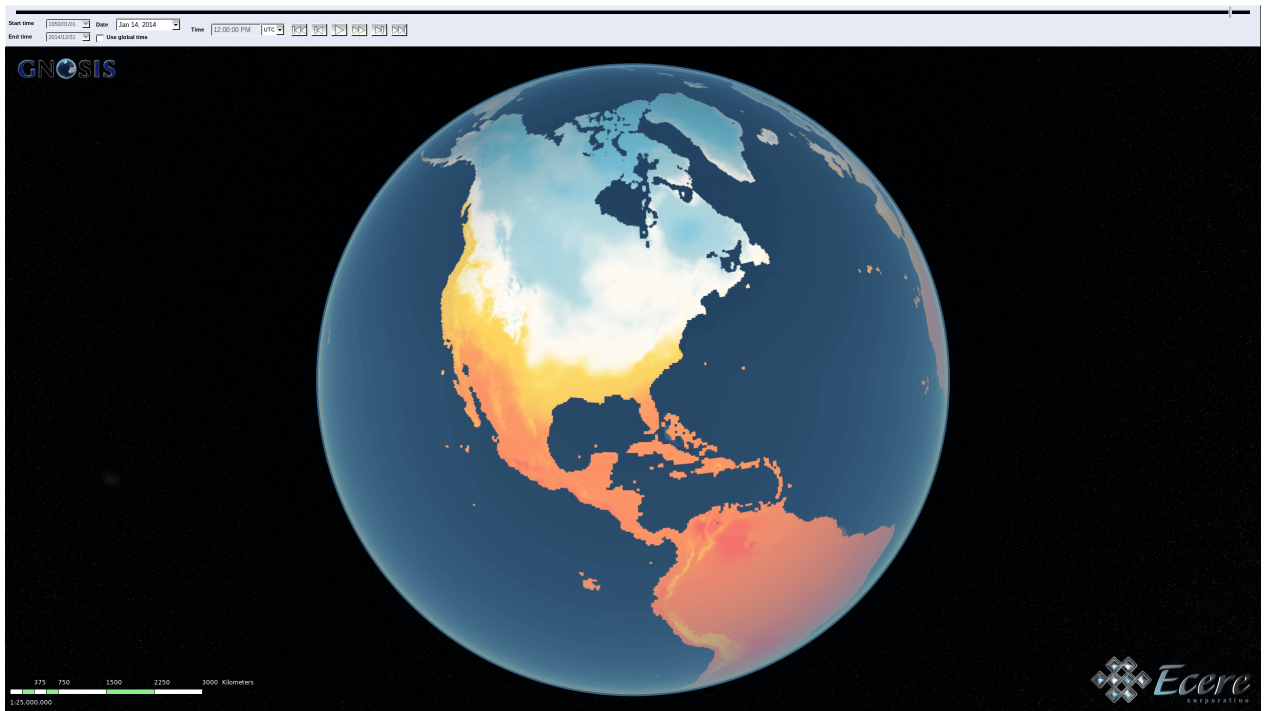 Start time 1950/01/01 Date Jan 14, 2014 Time 12:00:00 PM UTC
End time 2014/12/31 Use global time
GNOSIS
375 750 1500 2250 3000 Kilometers
1:25,000,000
Ecere
corporation